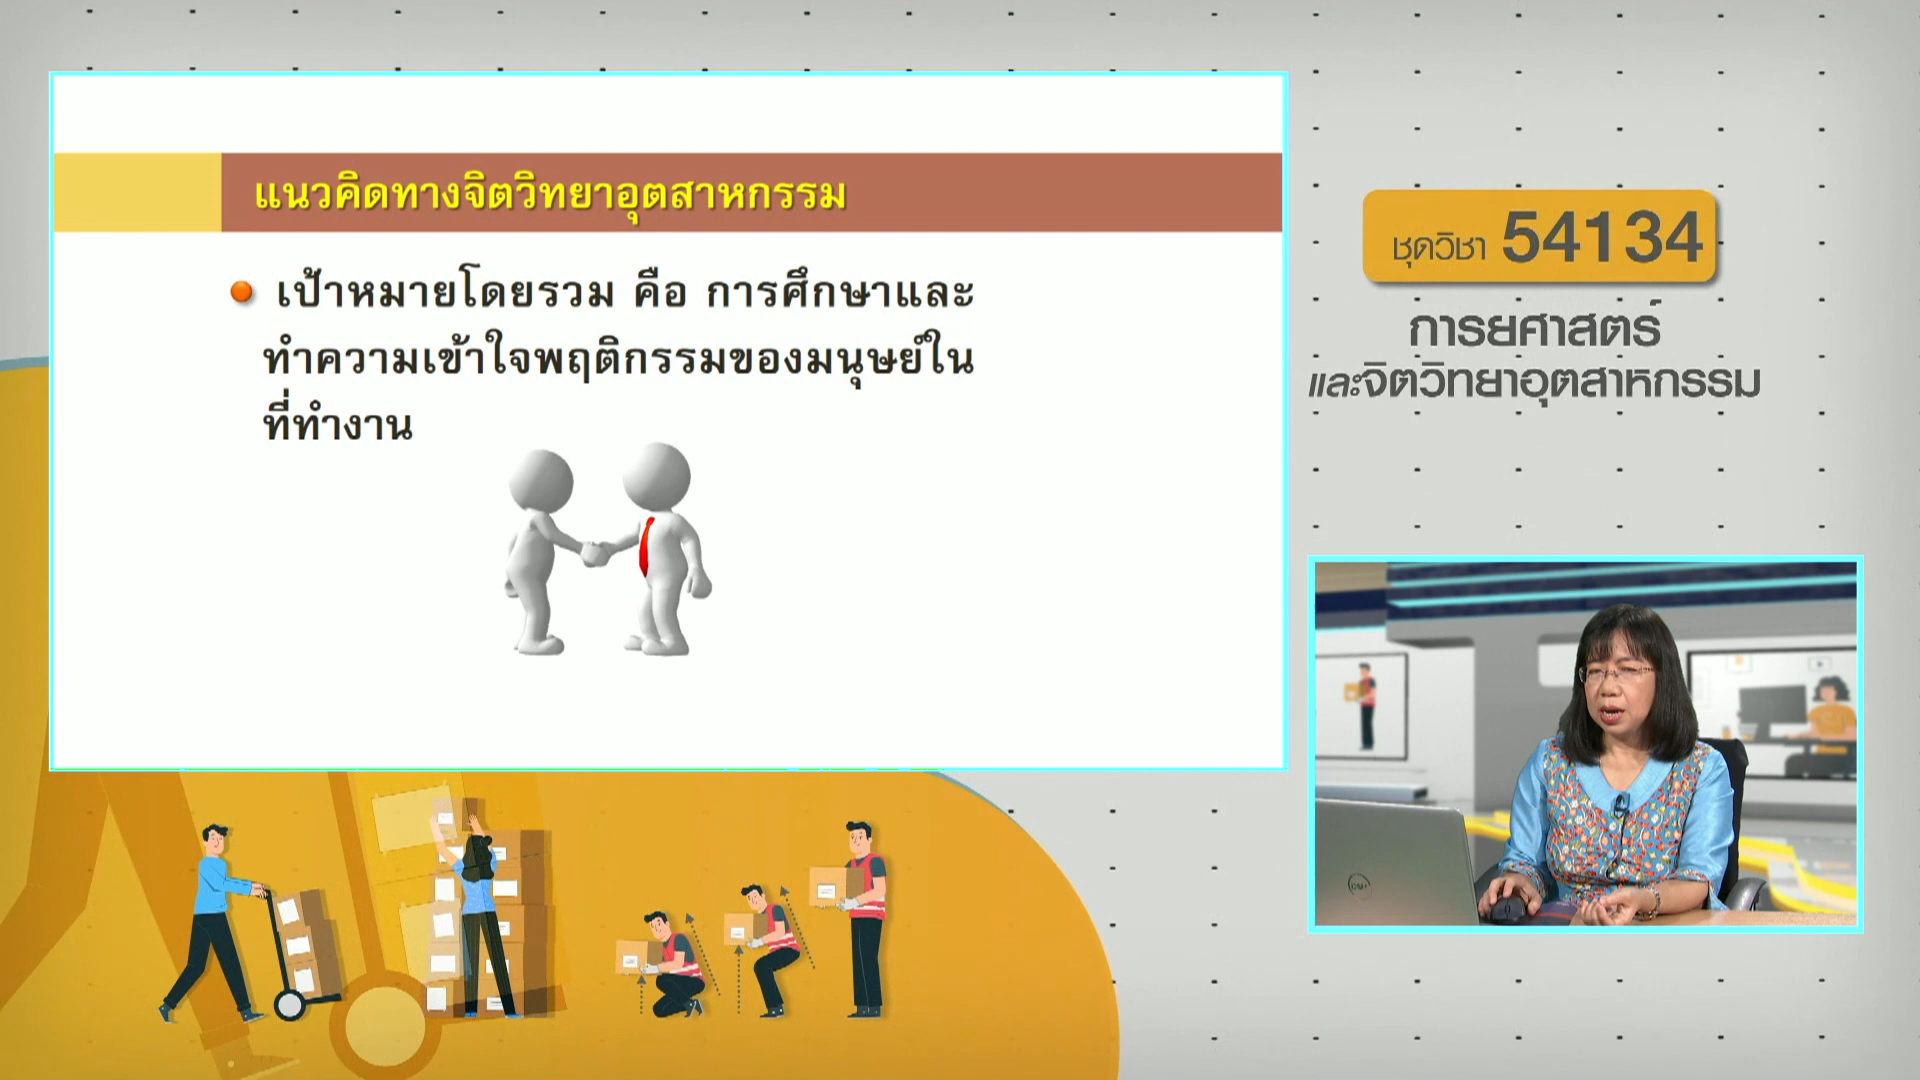 แนวคิดทางจิตวิทยาอุตสาหกรรม
เป้าหมายโดยรวม คือ การศึกษาและ
ทำความเข้าใจพฤติกรรมของมนุษย์ใน
ที่ทำงาน
ชุดวิชา 54134
การยศาสตร์
และจิตวิทยาอุตสาหกรรม
DELL